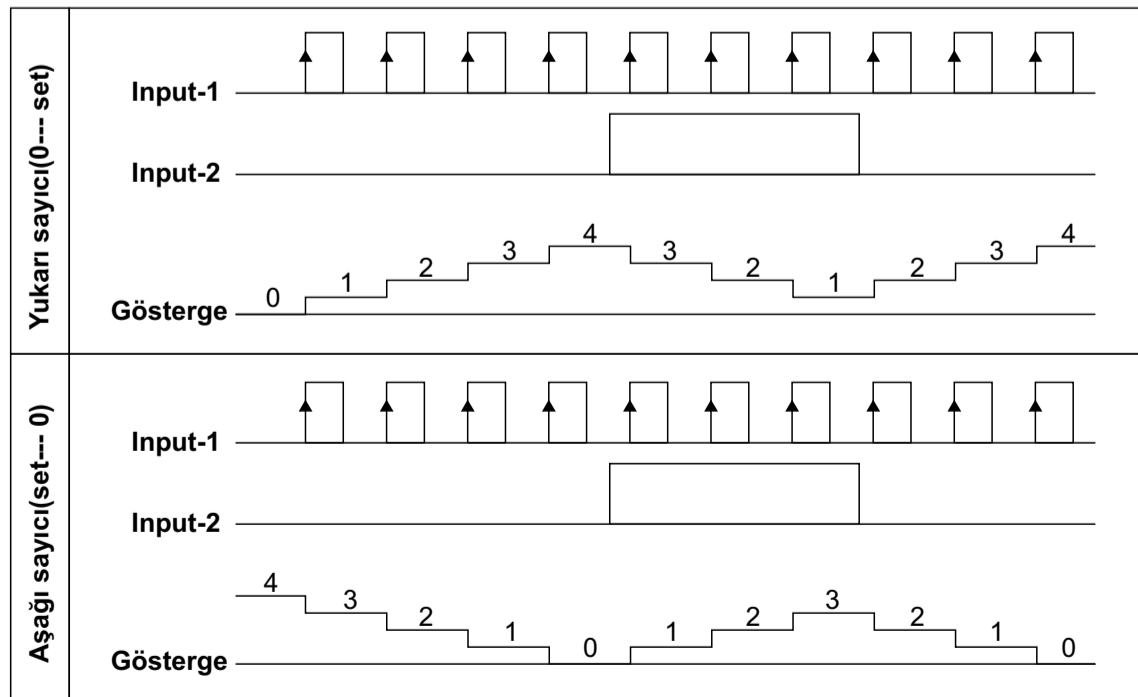 Yukarı sayıcı(0--- set)
Input-1
Input-2
0 1 2 3 4 3 2 1 2 3 4
Gösterge
Aşağı sayıcı(set--- 0)
Input-1
Input-2
4 3 2 1 0 1 2 3 2 1 0
Gösterge